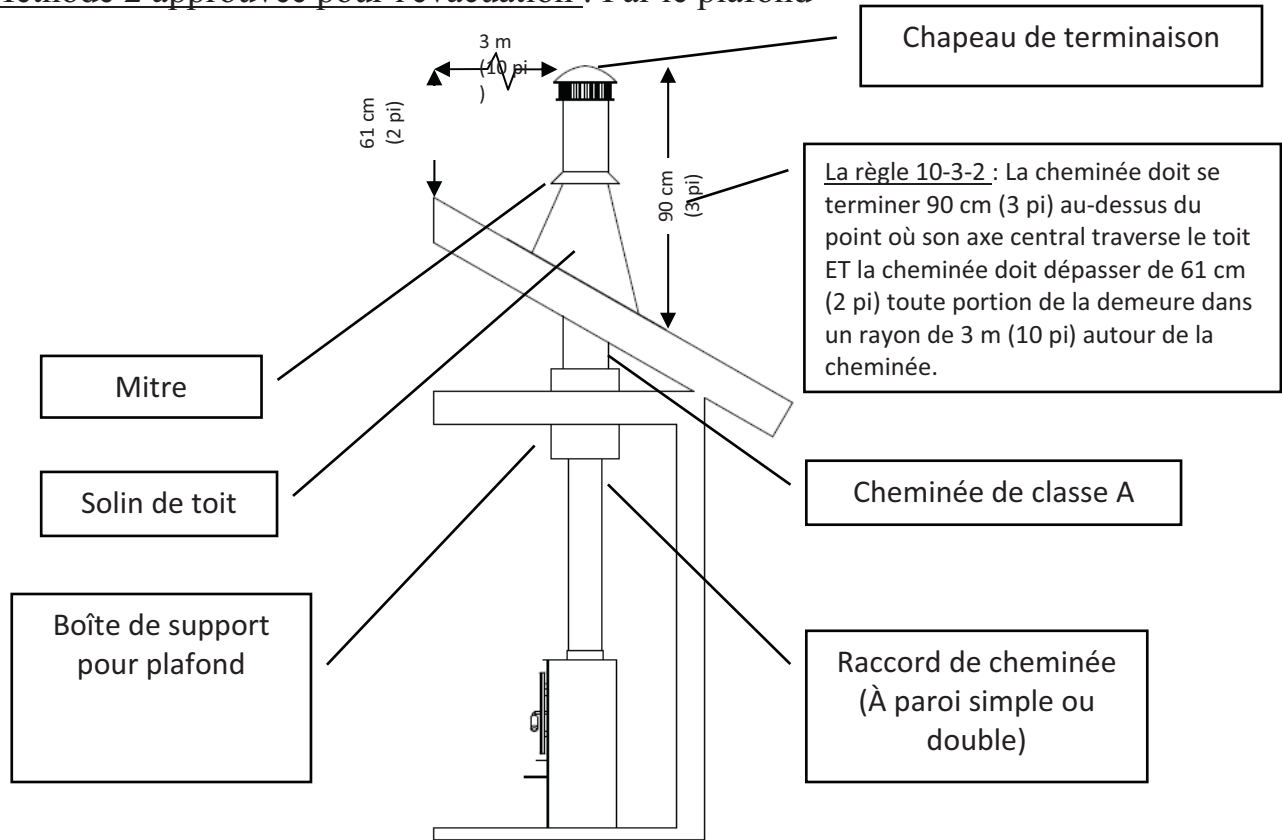 Méthode 2 approuvée pour l'évacuation : Par le plafond
3 m
(10 pi
)
Chapeau de terminaison
61 cm
(2 pi)
90 cm
(3 pi)
La règle 10-3-2 : La cheminée doit se
terminer 90 cm (3 pi) au-dessus du
point où son axe central traverse le toit
ET la cheminée doit dépasser de 61 cm
(2 pi) toute portion de la demeure dans
un rayon de 3 m (10 pi) autour de la
cheminée.
Mitre
Solin de toit
Cheminée de classe A
Boîte de support
pour plafond
Raccord de cheminée
(À paroi simple ou
double)